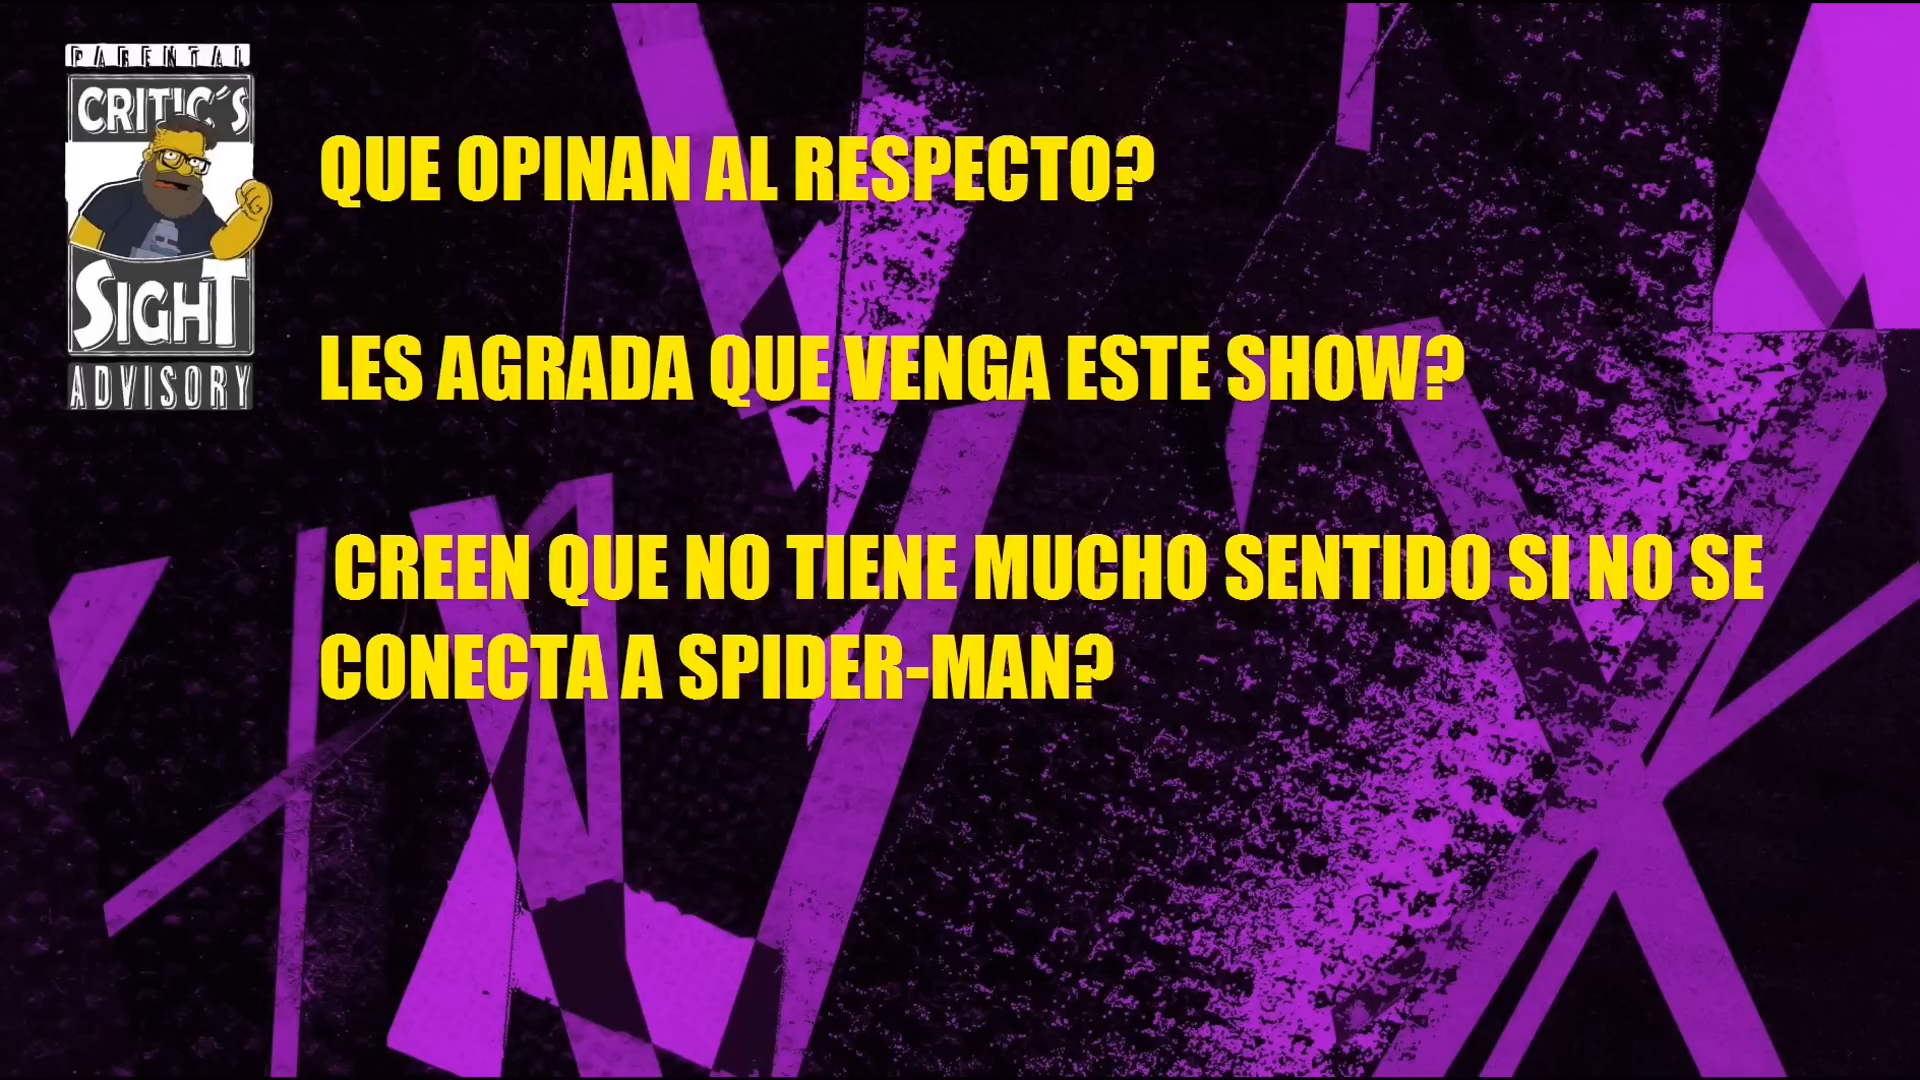 PARENTAL
CRITIC´S
SIGHT
ADVISORY
QUE OPINAN AL RESPECTO?
LES AGRADA QUE VENGA ESTE SHOW?
CREEN QUE NO TIENE MUCHO SENTIDO SI NO SE
CONECTA A SPIDER-MAN?